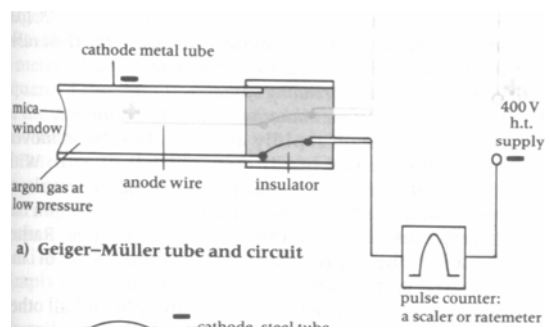 cathode metal tube
mica
window
argon gas at
low pressure
anode wire
insulator
400 V
h.t.
supply
a) Geiger–Müller tube and circuit
pulse counter:
a scaler or ratemeter
cathode steel tube